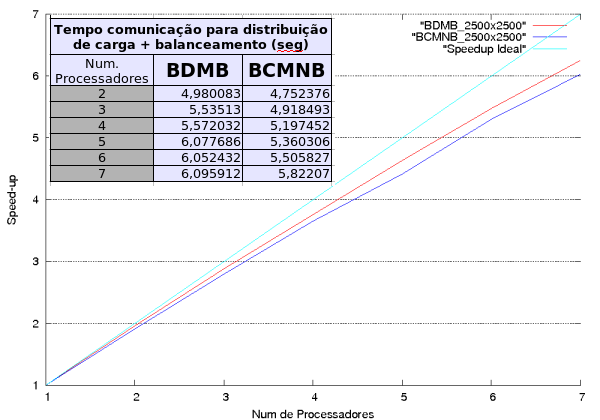 Tempo comunicação para distribuição
de carga + balanceamento (seg)
Num.
Processadores
BDMB
BCMNB
2 4,980083 4,752376
3 5,53513 4,918493
4 5,572032 5,197452
5 6,077686 5,360306
6 6,052432 5,505827
7 6,095912 5,82207
"BDMB_2500x2500"
"BCMNB_2500x2500"
"Speedup Ideal"
7
6
5
4
3
2
1
Speed-up
1 2 3 4 5 6 7
Num de Processadores